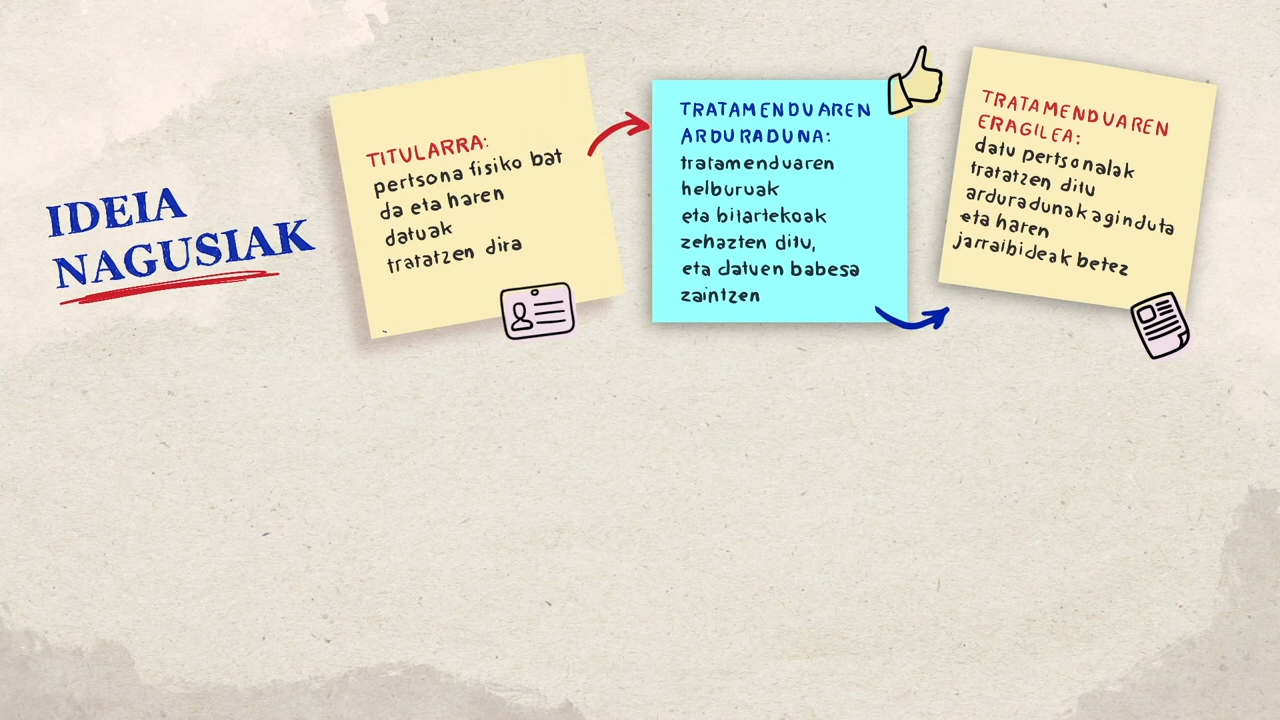 IDEIA
NAGUSIAK
TITULARRA:
pertsona fisiko bat
da eta haren
datuak
tratatzen dira
TRATAMENDUAREN
ARDURADUNA:
tratamenduaren
helburuak
eta bitartekoak
zehazten ditu,
eta datuen babesa
zaintzen
TRATAMENDUAREN
ERAGILEA:
datu pertsonalak
tratatzen ditu
arduradunak aginduta
eta haren
jarraibideak betez